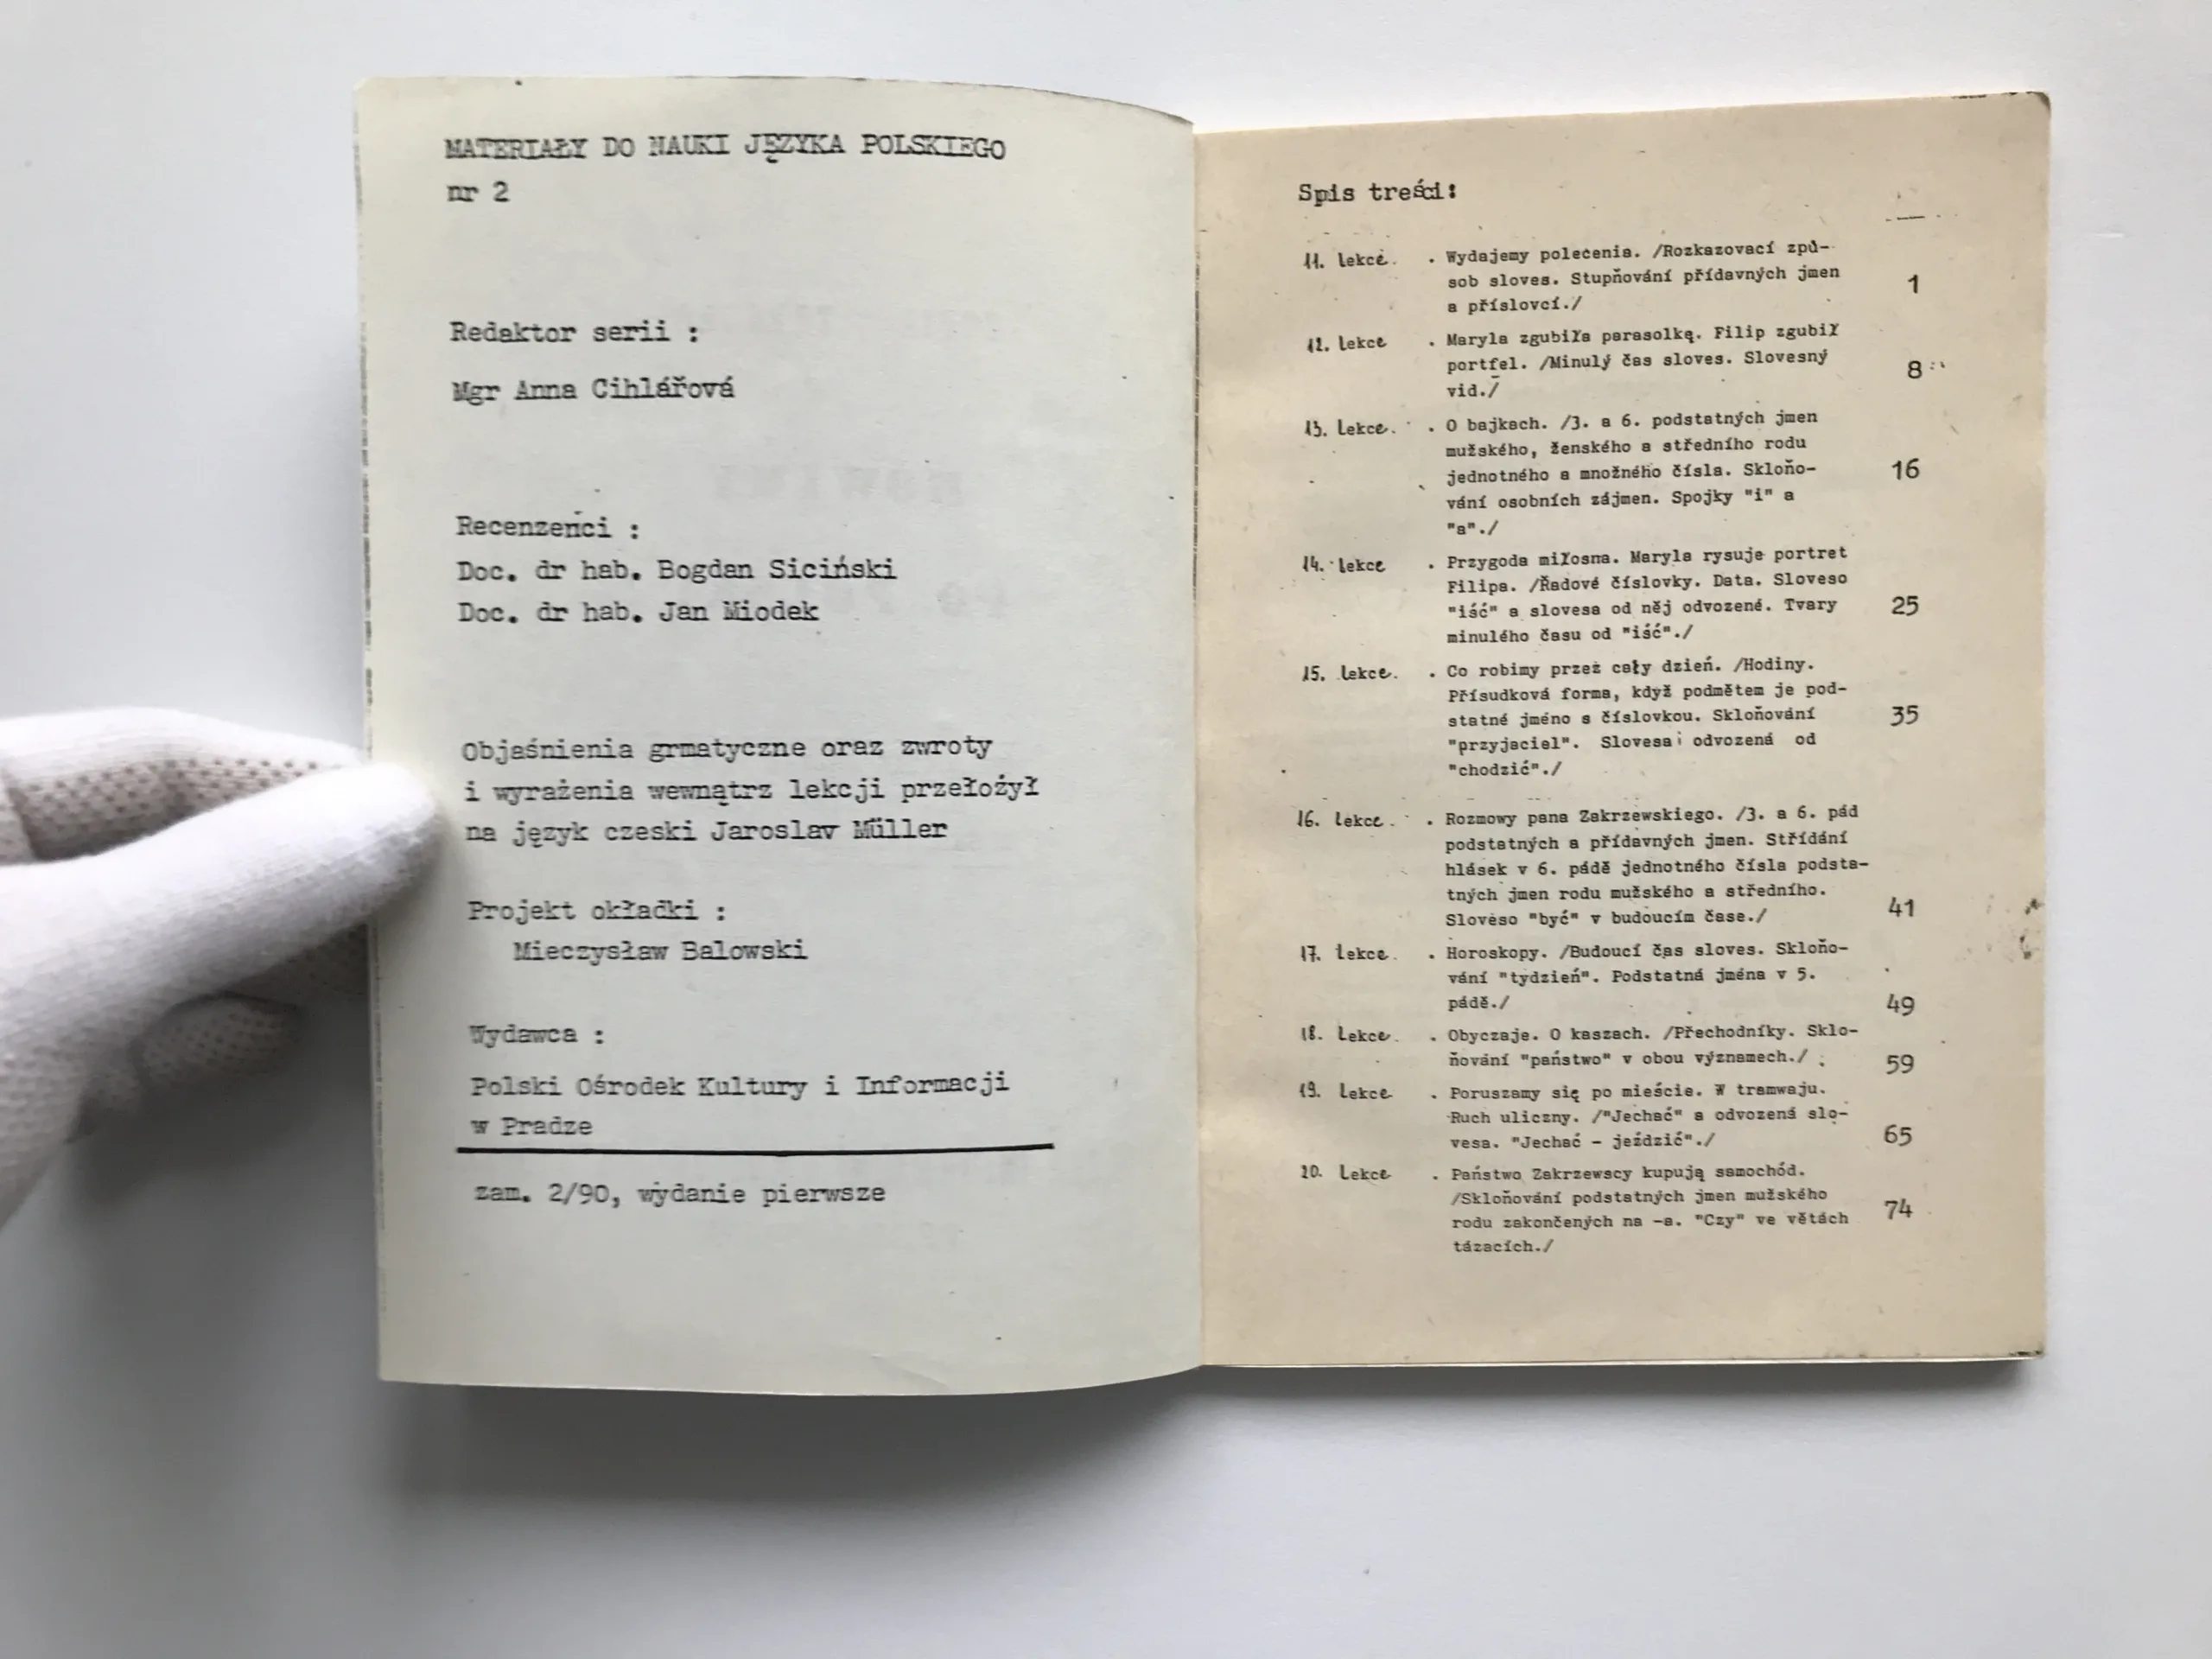 MATERIAŁY DO NAUKI JĘZYKA POLSKIEGO
nr 2
Redaktor serii :
Mgr Anna Cihlářová
Recenzenci :
Doc. dr hab. Bogdan Siciński
Doc. dr hab. Jan Miodek
Objaśnienia grmatyczne oraz zwroty
i wyrażenia wewnątrz lekcji przełożył
na język czeski Jaroslav Müller
Projekt okładki :
Mieczysław Balowski
Wydawca :
Polski Ośrodek Kultury i Informacji
w Pradze
zam. 2/90, wydanie pierwsze
Spis treści:
11. lekce. . Wydajemy polecenia. /Rozkazovací způ-
sob sloves. Stupňování přídavných jmen
a příslovcí./ 1
12. lekce . Maryla zgubiła parasolkę. Filip zgubił
portfel. /Minulý čas sloves. Slovesný
vid./ 8
13. Lekce. . O bajkach. /3. a 6. podstatných jmen
mužského, ženského a středního rodu
jednotného a množného čísla. Skloňo- 16
vání osobních zájmen. Spojky "i" a
"a"./
14. lekce . Przygoda miłosna. Maryla rysuje portret
Filipa. /Řadové číslovky. Data. Sloveso
"iść" a slovesa od něj odvozené. Tvary 25
minulého času od "iść"./
15. lekce. . Co robimy przez cały dzień. /Hodiny.
Přísudková forma, když podmětem je pod-
statné jméno s číslovkou. Skloňování 35
"przyjaciel". Slovesa odvozená od
"chodzić"./
16. lekce. . Rozmowy pana Zakrzewskiego. /3. a 6. pád
podstatných a přídavných jmen. Střídání
hlásek v 6. pádě jednotného čísla podsta-
tných jmen rodu mužského a středního.
Sloveso "być" v budoucím čase./ 41
17. Lekce. . Horoskopy. /Budoucí čas sloves. Skloňo-
vání "tydzień". Podstatná jména v 5.
pádě./ 49
18. Lekce. . Obyczaje. O kaszach. /Přechodníky. Sklo-
ňování "państwo" v obou významech./ 59
19. Lekce . Poruszamy się po mieście. W tramwaju.
Ruch uliczny. /"Jechać" a odvozená slo-
vesa. "Jechać - jeździć"./ 65
20. Lekce . Państwo Zakrzewscy kupują samochód.
/Skloňování podstatných jmen mužského
rodu zakončených na -a. "Czy" ve větách 74
tázacích./